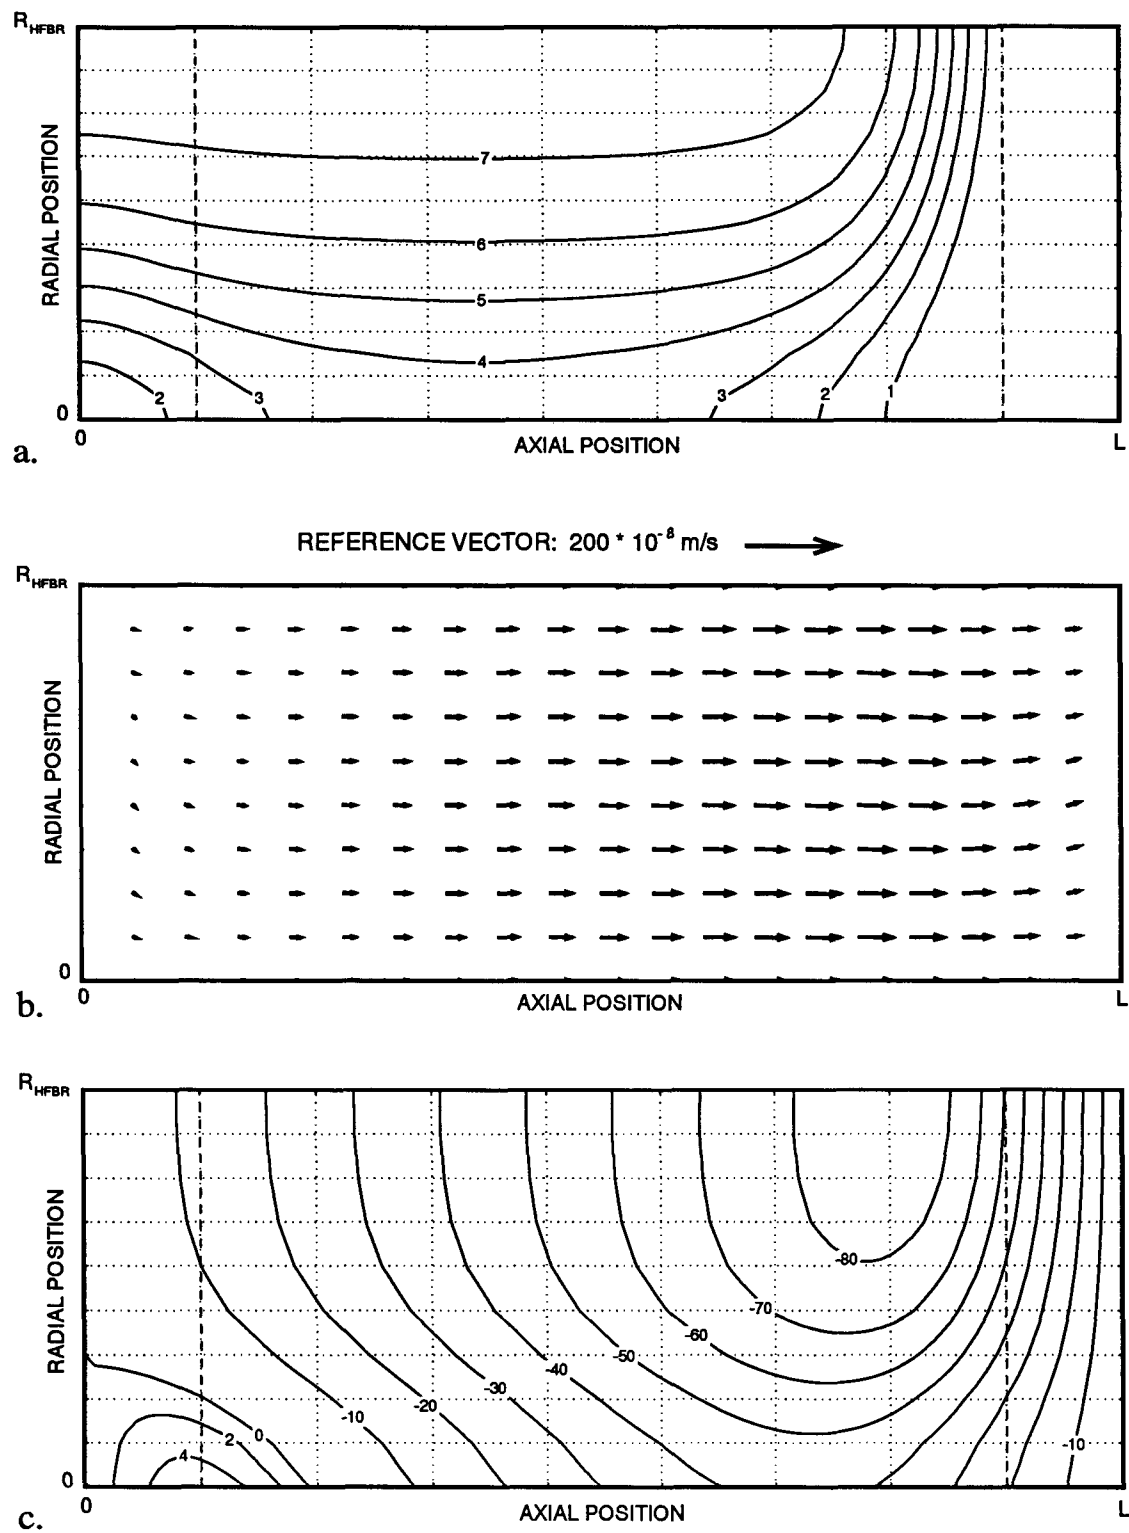 R_HFBR
RADIAL POSITION
7
6
5
4
2
3
3
2
1
0
0
AXIAL POSITION
L
a.
REFERENCE VECTOR: 200 * 10⁻⁸ m/s
R_HFBR
RADIAL POSITION
0
0
AXIAL POSITION
L
b.
R_HFBR
RADIAL POSITION
-80
-70
-60
-50
-40
-30
-20
-10
0
2
4
-10
0
0
AXIAL POSITION
L
c.